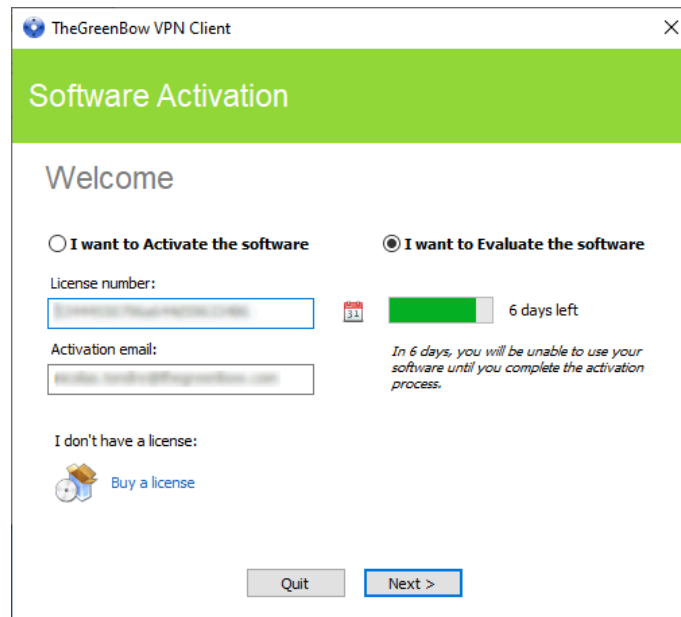 TheGreenBow VPN Client
Software Activation
Welcome
I want to Activate the software
I want to Evaluate the software
License number:
31
6 days left
Activation email:
In 6 days, you will be unable to use your
software until you complete the activation
process.
I don't have a license:
Buy a license
Quit
Next >